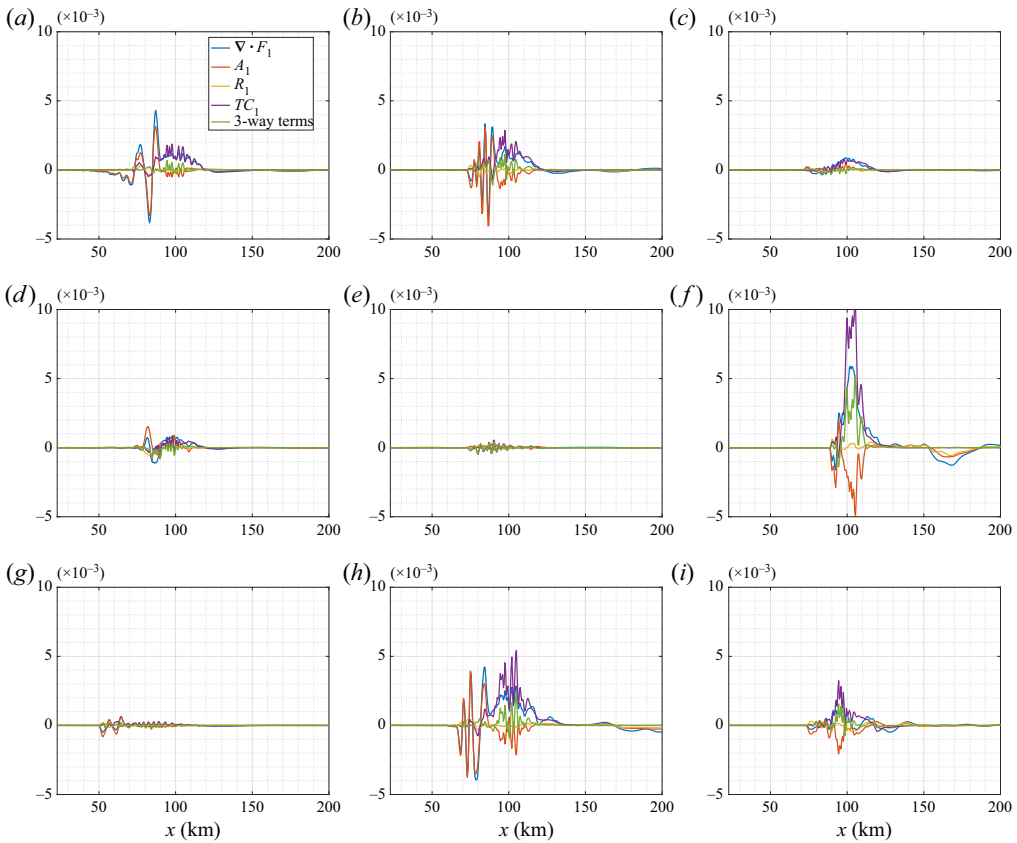 (a) (×10⁻³) (b) (×10⁻³) (c) (×10⁻³)
10 10 10
∇ · F₁
A₁
R₁
TC₁
3-way terms
5 5 5
0 0 0
−5 −5 −5
50 100 150 200 50 100 150 200 50 100 150 200
(d) (×10⁻³) (e) (×10⁻³) (f) (×10⁻³)
10 10 10
5 5 5
0 0 0
−5 −5 −5
50 100 150 200 50 100 150 200 50 100 150 200
(g) (×10⁻³) (h) (×10⁻³) (i) (×10⁻³)
10 10 10
5 5 5
0 0 0
−5 −5 −5
50 100 150 200 50 100 150 200 50 100 150 200
x (km) x (km) x (km)